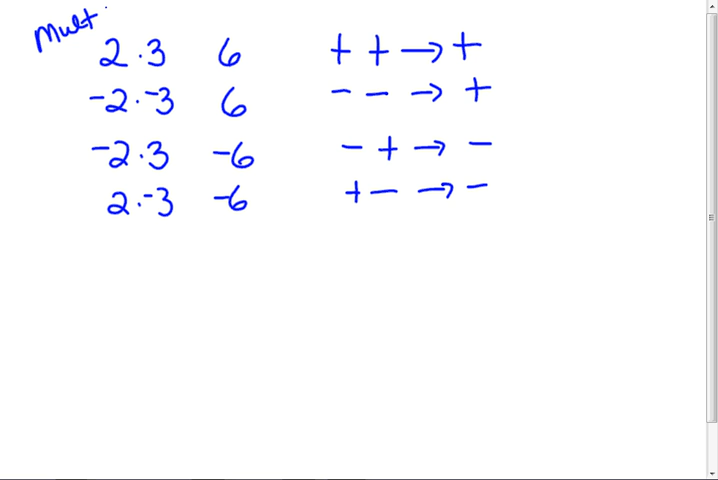 Mult
2 · 3 6 + + → +
-2 · -3 6 - - → +
-2 · 3 -6 - + → -
2 · -3 -6 + - → -